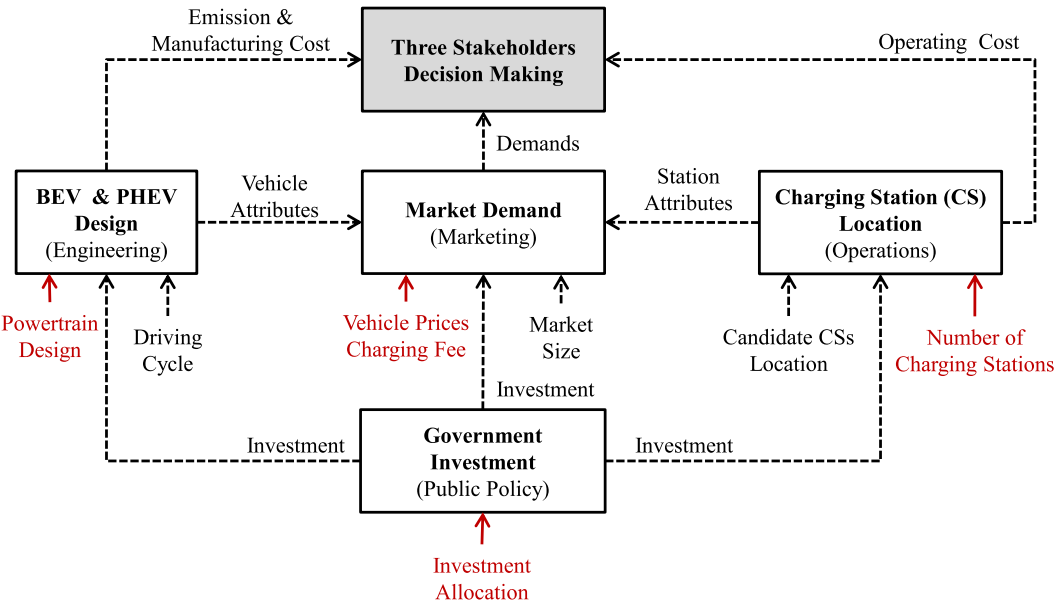 Emission &
Manufacturing Cost
Three Stakeholders
Decision Making
Operating Cost
Demands
BEV & PHEV
Design
(Engineering)
Vehicle
Attributes
Market Demand
(Marketing)
Station
Attributes
Charging Station (CS)
Location
(Operations)
Powertrain
Design
Driving
Cycle
Vehicle Prices
Charging Fee
Market
Size
Candidate CSs
Location
Number of
Charging Stations
Investment
Investment
Government
Investment
(Public Policy)
Investment
Investment
Allocation